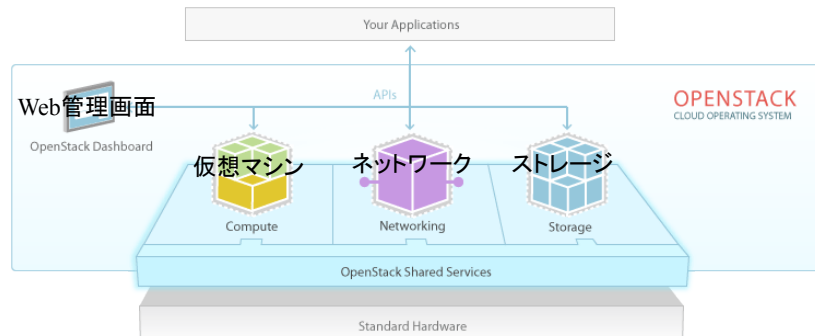 Your Applications
APIs
Web管理画面
OPENSTACK
CLOUD OPERATING SYSTEM
OpenStack Dashboard
仮想マシン
ネットワーク
ストレージ
Compute
Networking
Storage
OpenStack Shared Services
Standard Hardware